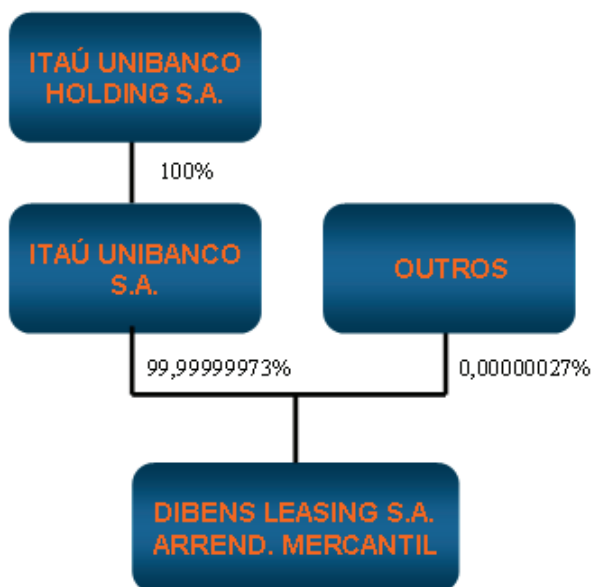 ITAÚ UNIBANCO
HOLDING S.A.
100%
ITAÚ UNIBANCO
S.A.
OUTROS
99,99999973%
0,00000027%
DIBENS LEASING S.A.
ARREND. MERCANTIL